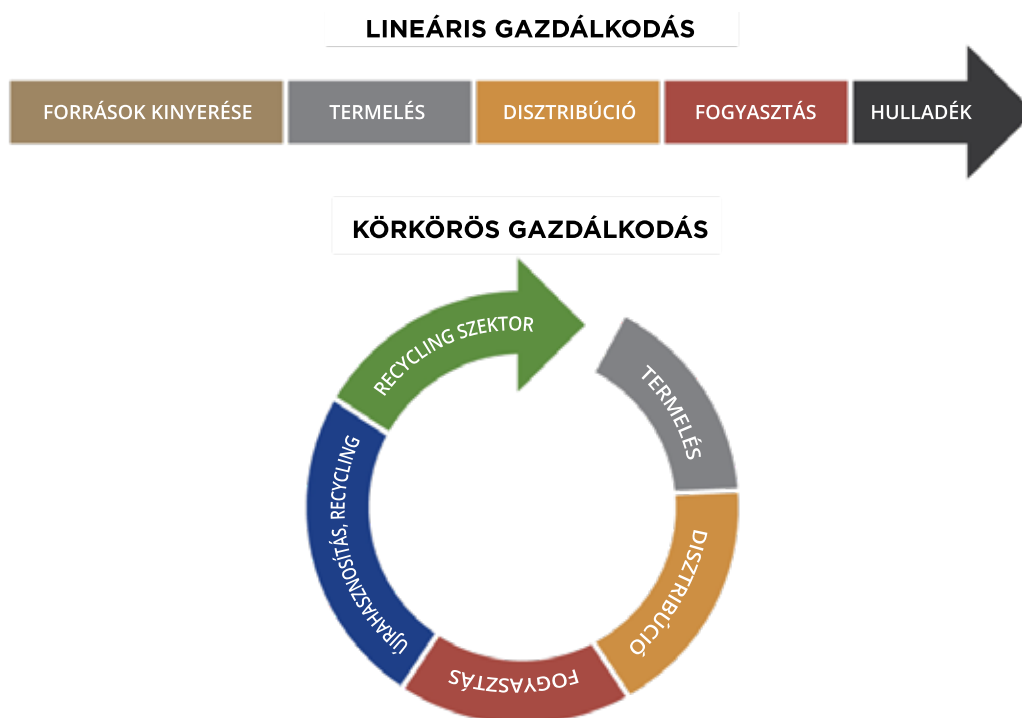 LINEÁRIS GAZDÁLKODÁS
FORRÁSOK KINYERÉSE
TERMELÉS
DISZTRIBÚCIÓ
FOGYASZTÁS
HULLADÉK
KÖRKÖRÖS GAZDÁLKODÁS
RECYCLING SZEKTOR
TERMELÉS
DISZTRIBÚCIÓ
FOGYASZTÁS
ÚJRAHASZNOSÍTÁS, RECYCLING